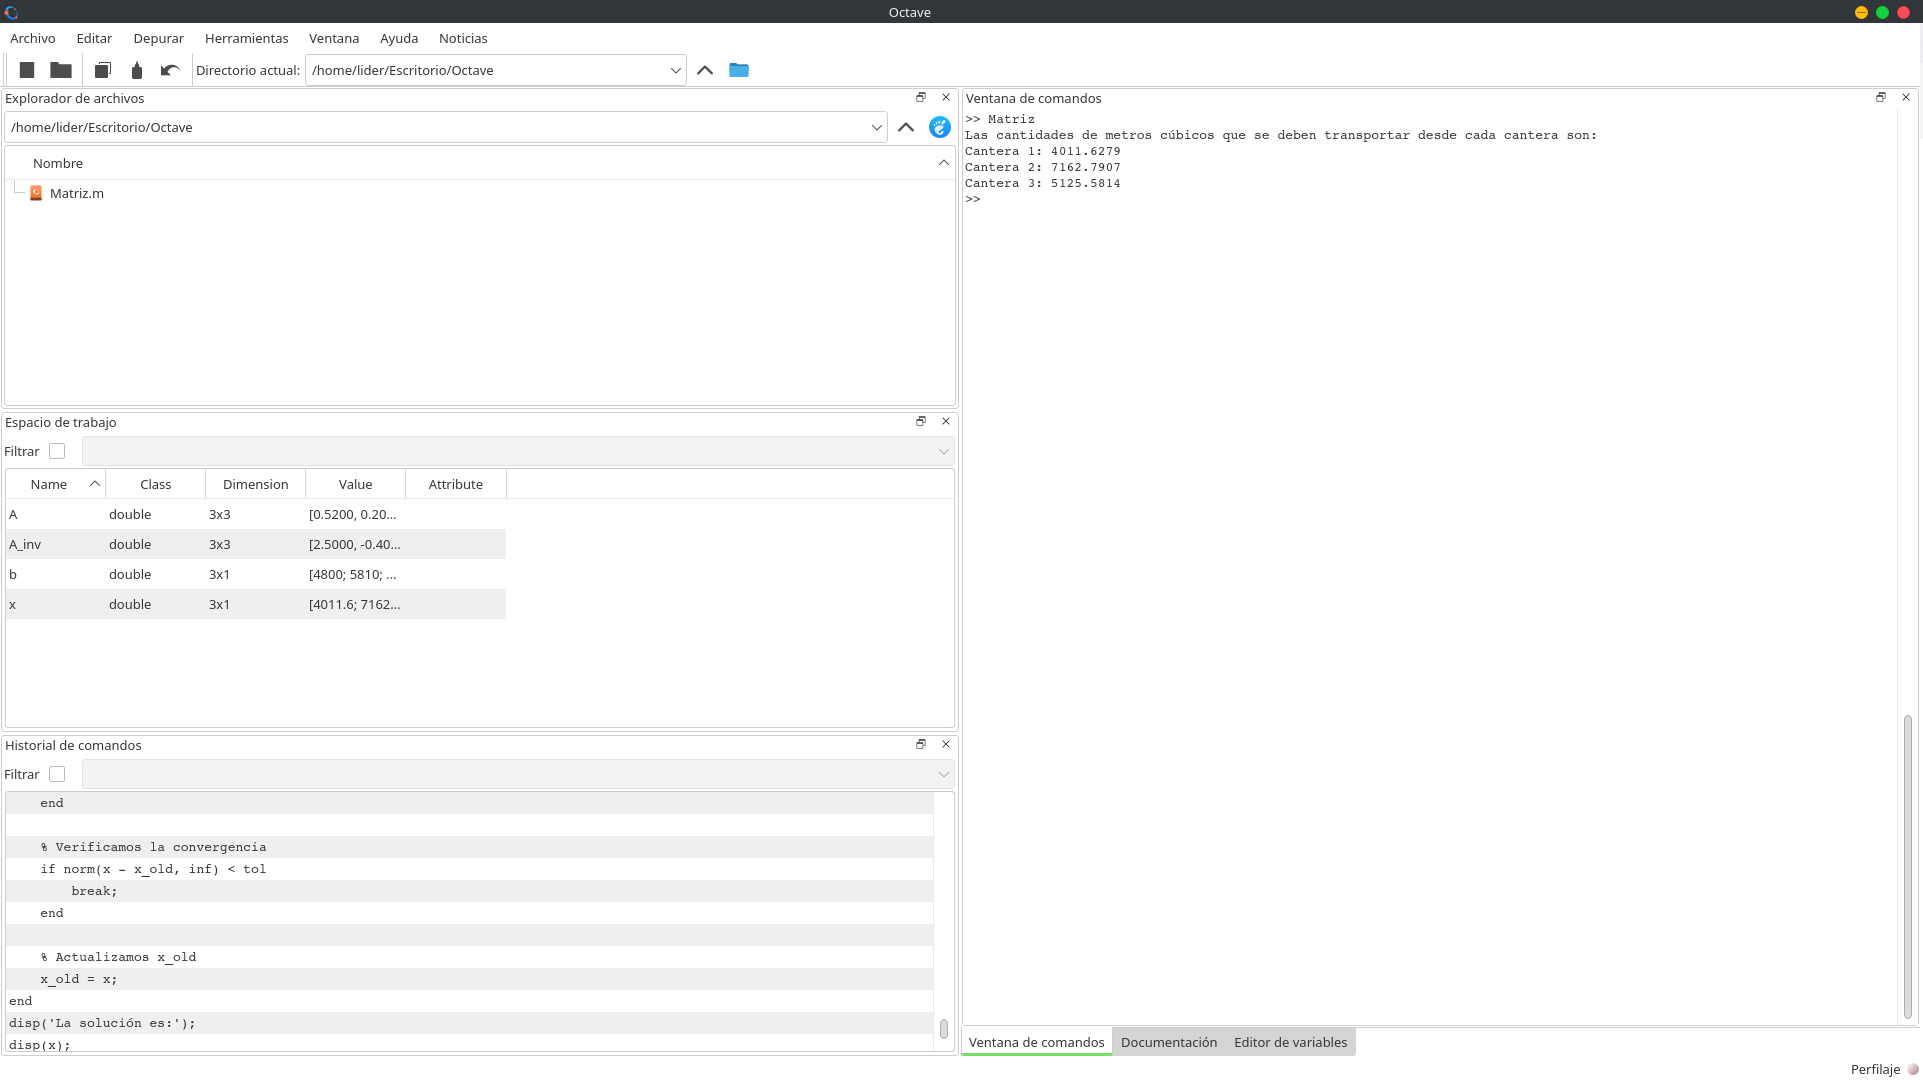 Octave
Archivo Editar Depurar Herramientas Ventana Ayuda Noticias
Directorio actual: /home/lider/Escritorio/Octave
Explorador de archivos
/home/lider/Escritorio/Octave
Nombre
Matriz.m
Espacio de trabajo
Filtrar
Name Class Dimension Value Attribute
A double 3x3 [0.5200, 0.20...
A_inv double 3x3 [2.5000, -0.40...
b double 3x1 [4800; 5810; ...
x double 3x1 [4011.6; 7162...
Historial de comandos
Filtrar
end
% Verificamos la convergencia
if norm(x - x_old, inf) < tol
break;
end
% Actualizamos x_old
x_old = x;
end
disp('La solución es:');
disp(x);
Ventana de comandos
>> Matriz
Las cantidades de metros cúbicos que se deben transportar desde cada cantera son:
Cantera 1: 4011.6279
Cantera 2: 7162.7907
Cantera 3: 5125.5814
>>
Ventana de comandos Documentación Editor de variables
Perfilaje